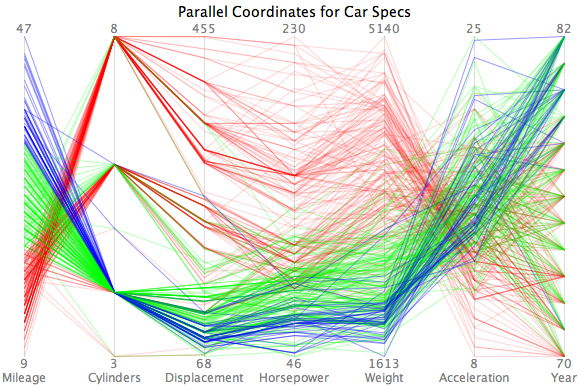 Parallel Coordinates for Car Specs
47 8 455 230 5140 25 82
9 3 68 46 1613 8 70
Mileage Cylinders Displacement Horsepower Weight Acceleration Year